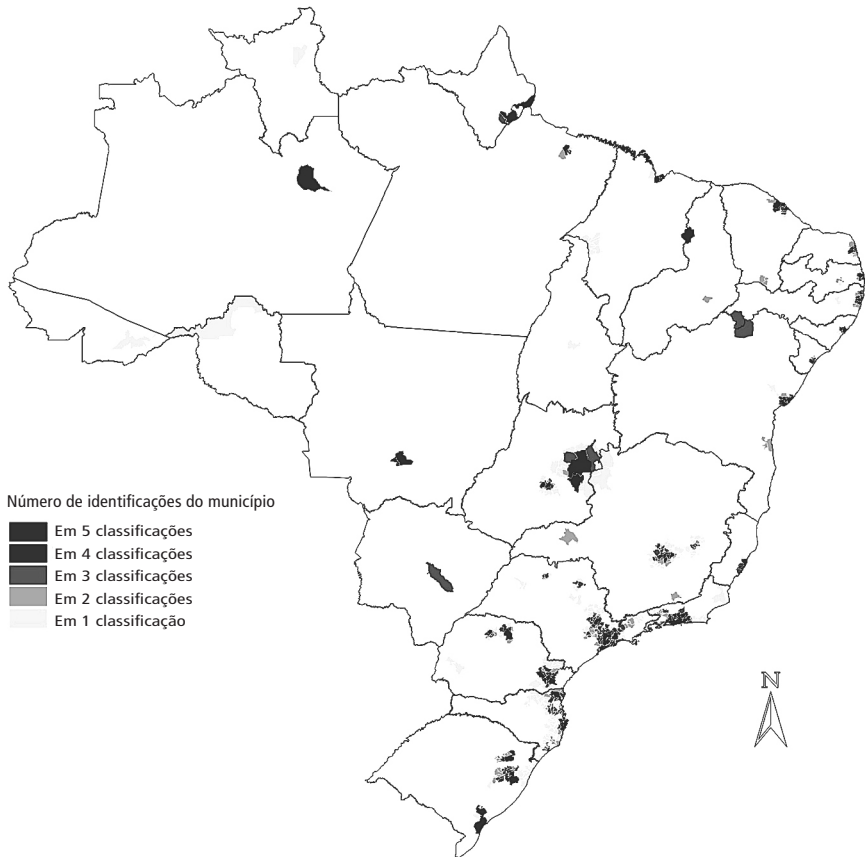 Número de identificações do município
Em 5 classificações
Em 4 classificações
Em 3 classificações
Em 2 classificações
Em 1 classificação
N